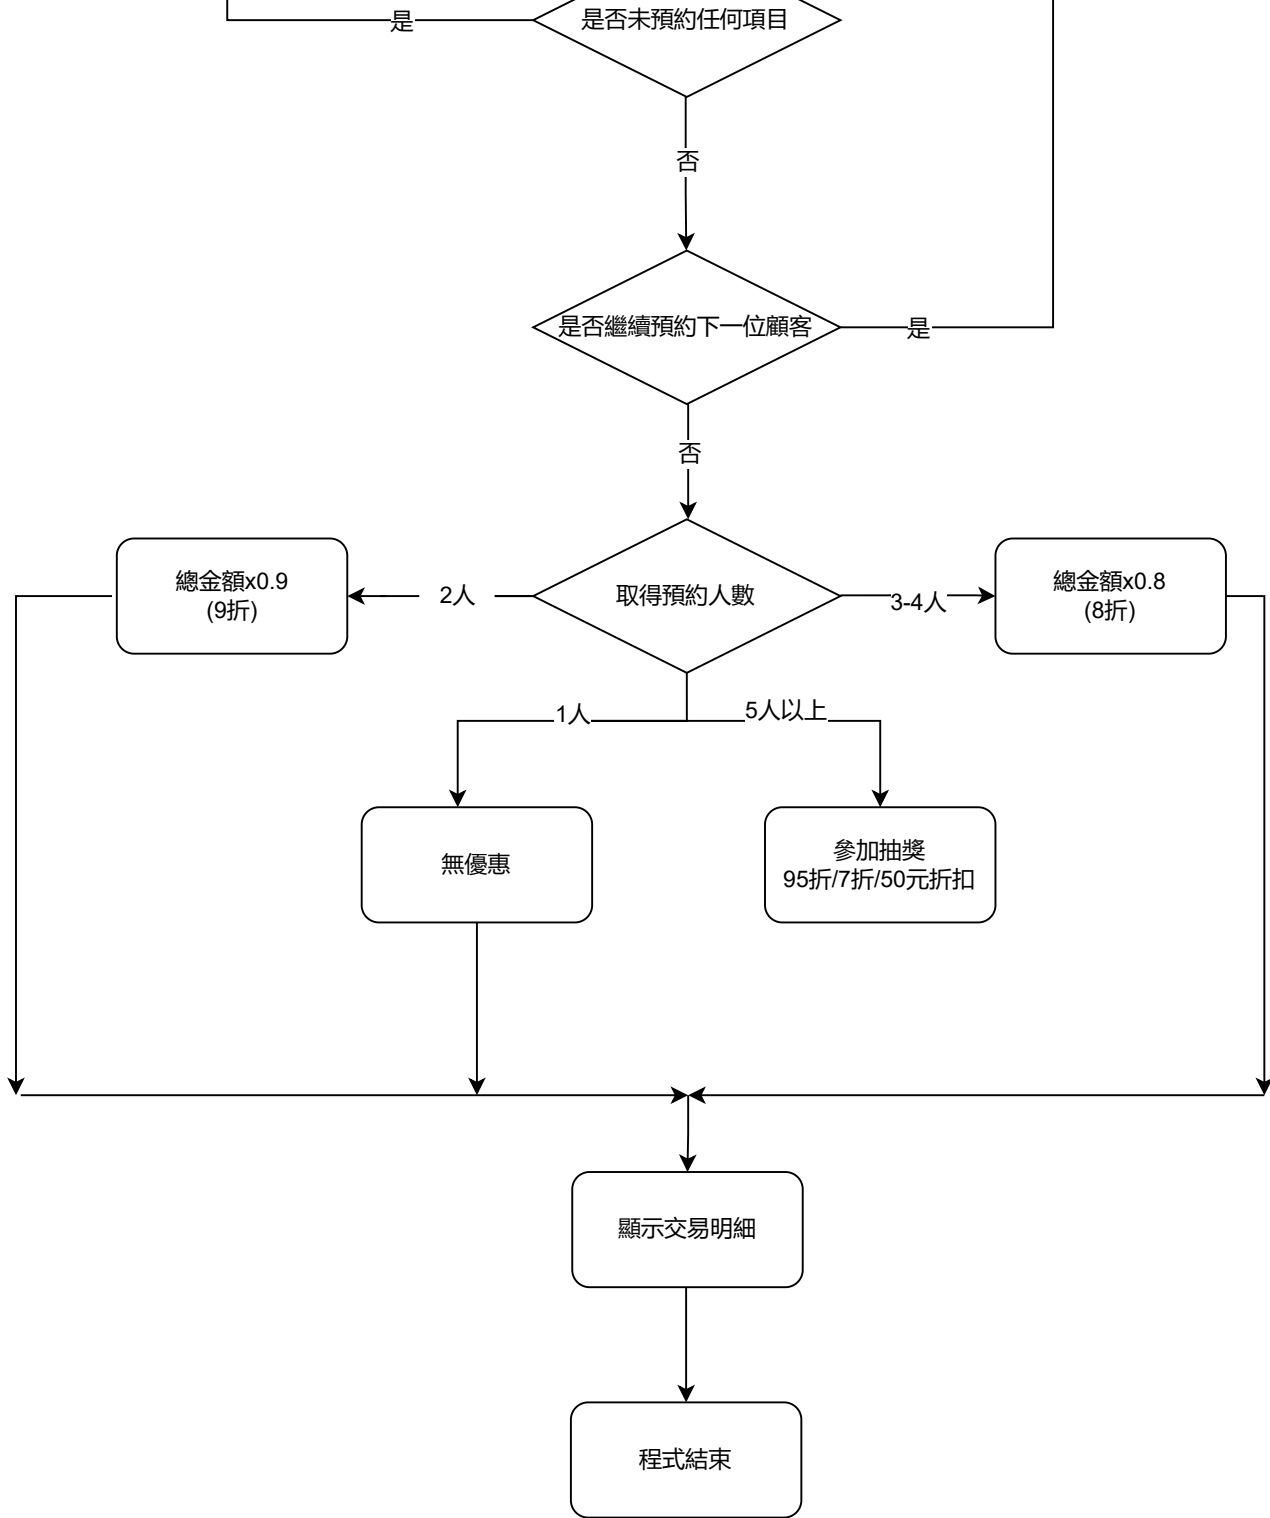 是否未預約任何項目
是
否
是否繼續預約下一位顧客
是
否
總金額x0.9
(9折)
2人
取得預約人數
3-4人
總金額x0.8
(8折)
1人
5人以上
無優惠
參加抽獎
95折/7折/50元折扣
顯示交易明細
程式結束